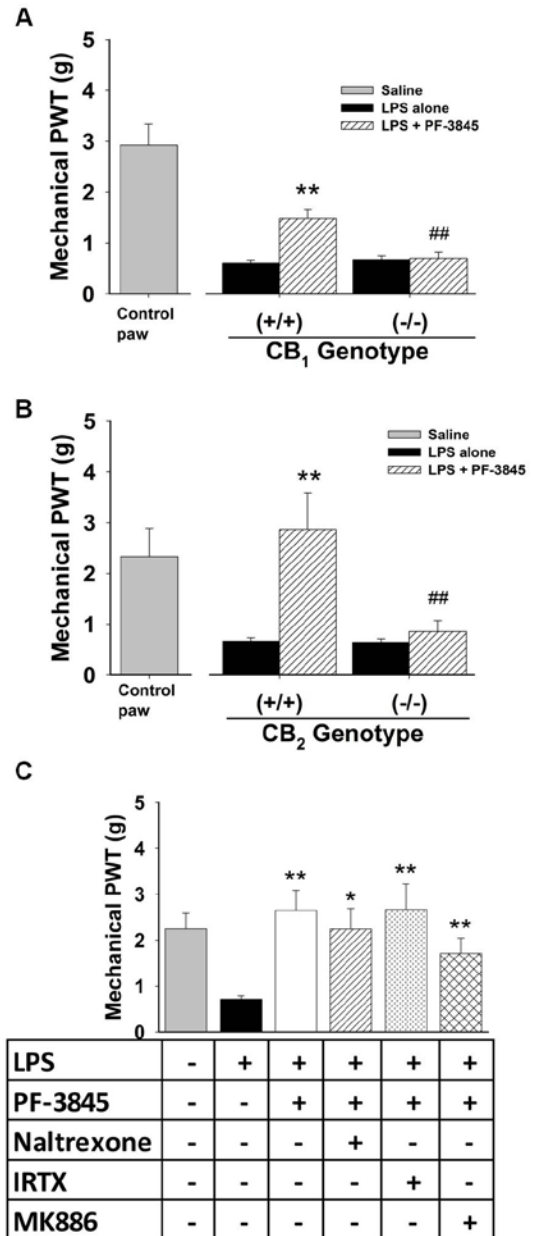 A
Mechanical PWT (g)
5
4
3
2
1
0
Saline
LPS alone
LPS + PF-3845
**
##
Control
paw
(+/+) (-/-)
CB₁ Genotype
B
Mechanical PWT (g)
5
4
3
2
1
0
Saline
LPS alone
LPS + PF-3845
**
##
Control
paw
(+/+) (-/-)
CB₂ Genotype
C
Mechanical PWT (g)
5
4
3
2
1
0
** * ** **
LPS - + + + + +
PF-3845 - - + + + +
Naltrexone - - - + - -
IRTX - - - - + -
MK886 - - - - - +